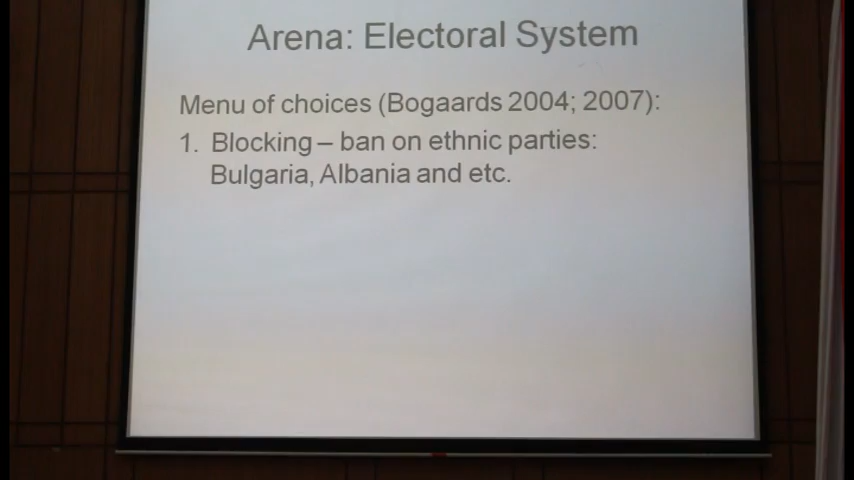 Arena: Electoral System
Menu of choices (Bogaards 2004; 2007):
1. Blocking – ban on ethnic parties:
Bulgaria, Albania and etc.